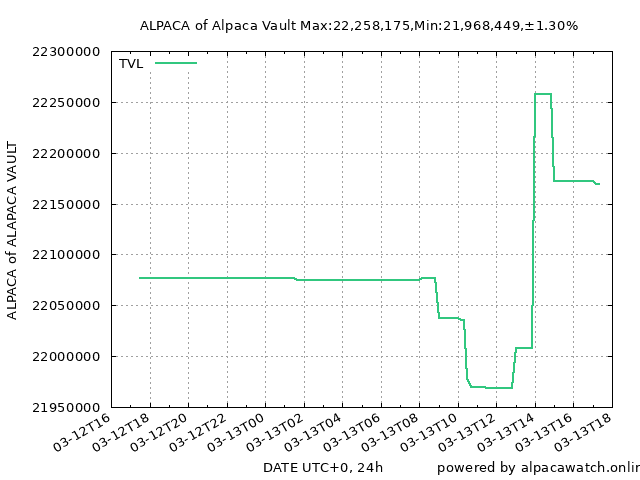 ALPACA of Alpaca Vault Max:22,258,175,Min:21,968,449,±1.30%
TVL
22300000
22250000
22200000
22150000
22100000
22050000
22000000
21950000
ALPACA of ALAPACA VAULT
03-12T16
03-12T18
03-12T20
03-12T22
03-13T00
03-13T02
03-13T04
03-13T06
03-13T08
03-13T10
03-13T12
03-13T14
03-13T16
03-13T18
DATE UTC+0, 24h
powered by alpacawatch.onlin